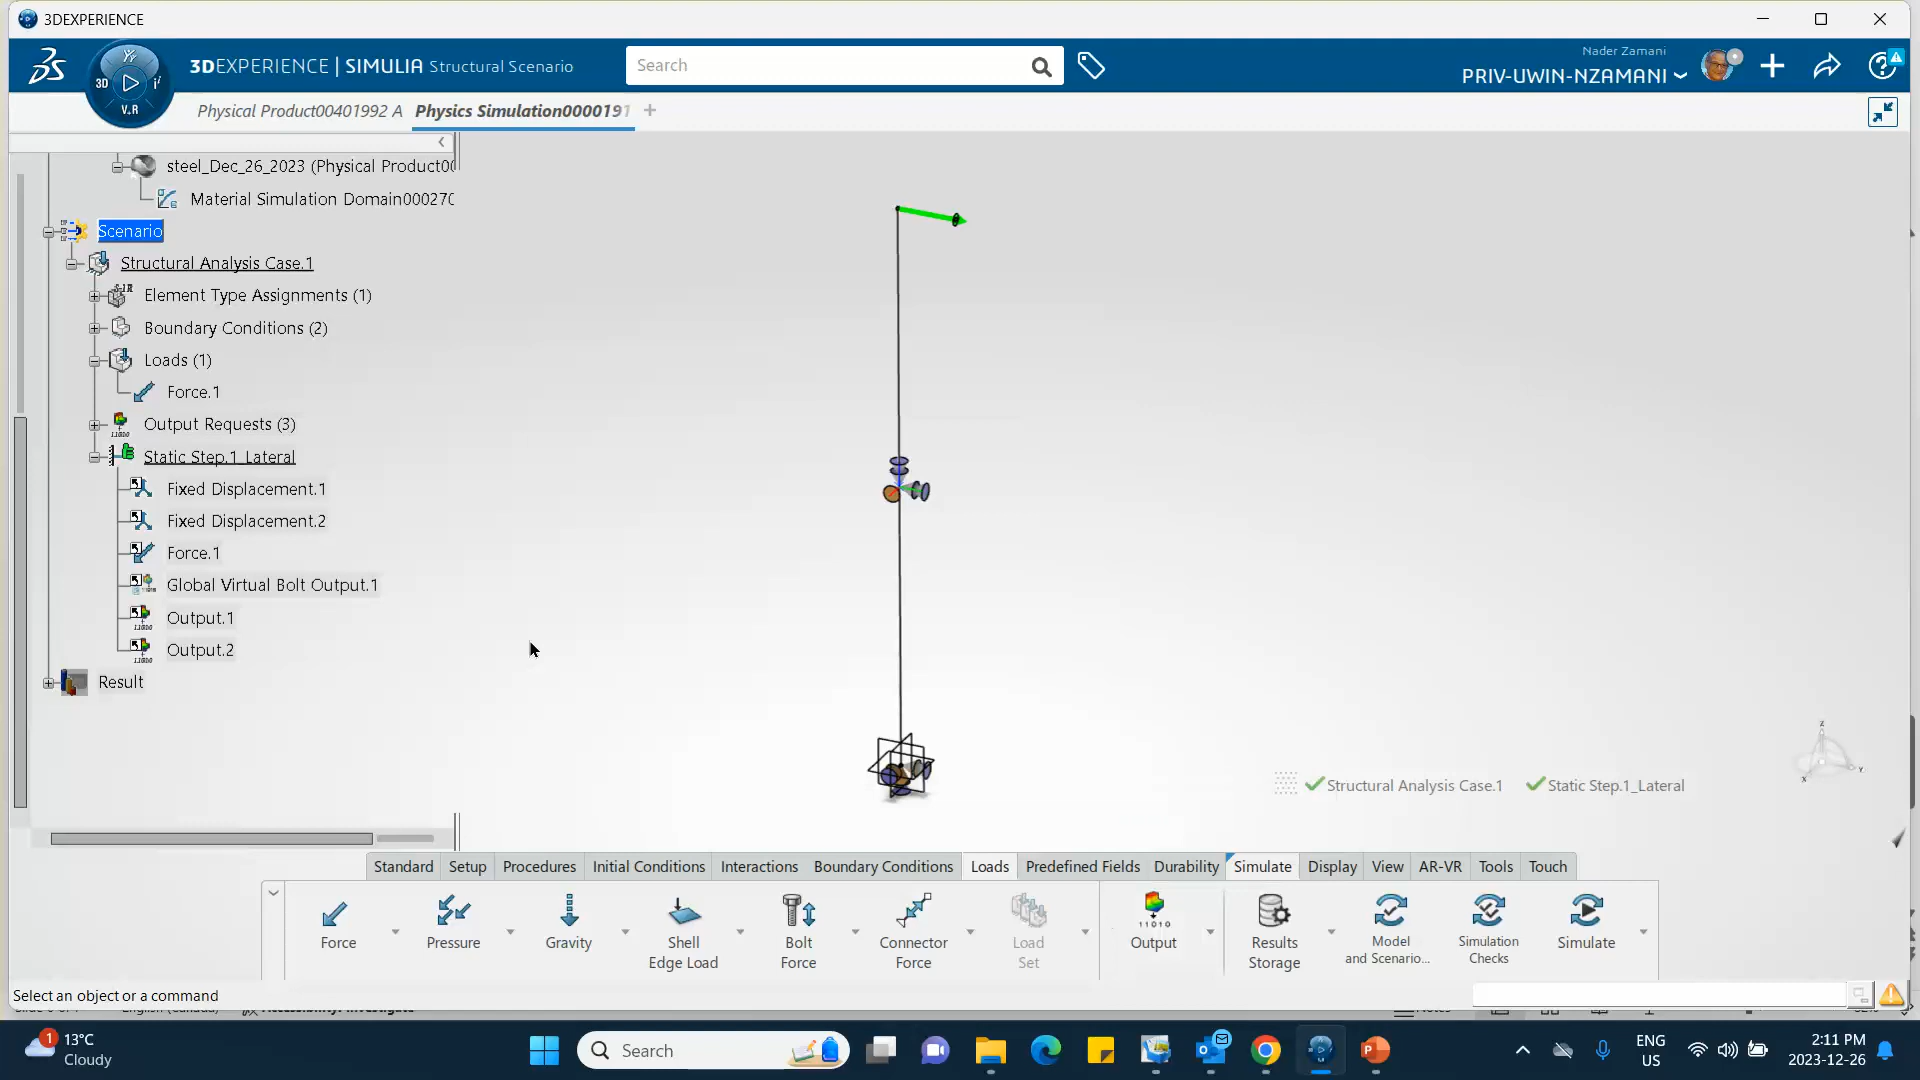 3DEXPERIENCE
3DEXPERIENCE | SIMULIA Structural Scenario
Search
Nader Zamani
PRIV-UWIN-NZAMANI
3D
V.R
Physical Product00401992 A
Physics Simulation0000191
steel_Dec_26_2023 (Physical Product00
Material Simulation Domain00027
Scenario
Structural Analysis Case.1
Element Type Assignments (1)
Boundary Conditions (2)
Loads (1)
Force.1
Output Requests (3)
Static Step.1_Lateral
Fixed Displacement.1
Fixed Displacement.2
Force.1
Global Virtual Bolt Output.1
Output.1
Output.2
Result
Z
X
Y
Structural Analysis Case.1
Static Step.1_Lateral
Standard
Setup
Procedures
Initial Conditions
Interactions
Boundary Conditions
Loads
Predefined Fields
Durability
Simulate
Display
View
AR-VR
Tools
Touch
Force
Pressure
Gravity
Shell
Edge Load
Bolt
Force
Connector
Force
Load
Set
11010
Output
Results
Storage
Model
and Scenario...
Simulation
Checks
Simulate
Select an object or a command
1
13°C
Cloudy
Search
ENG
US
2:11 PM
2023-12-26